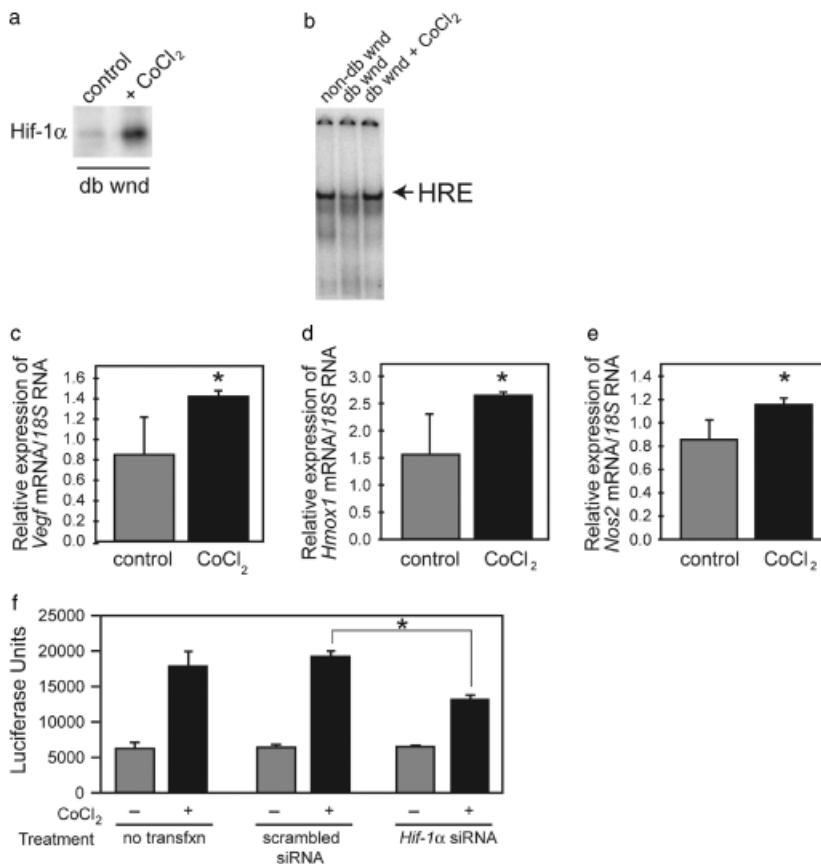 a
control
+ CoCl2
Hif-1α
db wnd
b
non-db wnd
db wnd
db wnd + CoCl2
HRE
c
Relative expression of
Vegf mRNA/18S RNA
1.6
1.4
1.2
1.0
0.8
0.6
0.4
0.2
0.0
*
control
CoCl2
d
Relative expression of
Hmox1 mRNA/18S RNA
3.0
2.5
2.0
1.5
1.0
0.5
0.0
*
control
CoCl2
e
Relative expression of
Nos2 mRNA/18S RNA
1.4
1.2
1.0
0.8
0.6
0.4
0.2
0.0
*
control
CoCl2
f
Luciferase Units
25000
20000
15000
10000
5000
0
*
CoCl2 – + – + – +
Treatment no transfxn scrambled siRNA Hif-1α siRNA